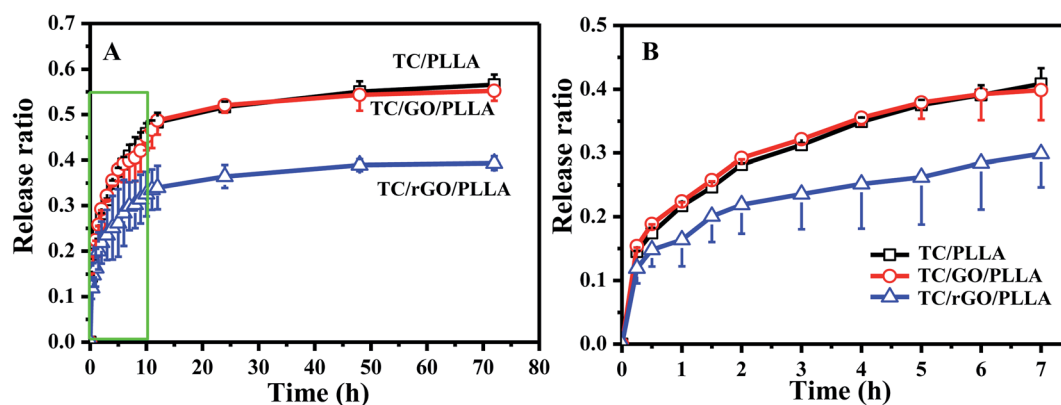 A
TC/PLLA
TC/GO/PLLA
TC/rGO/PLLA
Release ratio
0.7
0.6
0.5
0.4
0.3
0.2
0.1
0.0
0 10 20 30 40 50 60 70 80
Time (h)
B
TC/PLLA
TC/GO/PLLA
TC/rGO/PLLA
Release ratio
0.5
0.4
0.3
0.2
0.1
0.0
0 1 2 3 4 5 6 7
Time (h)